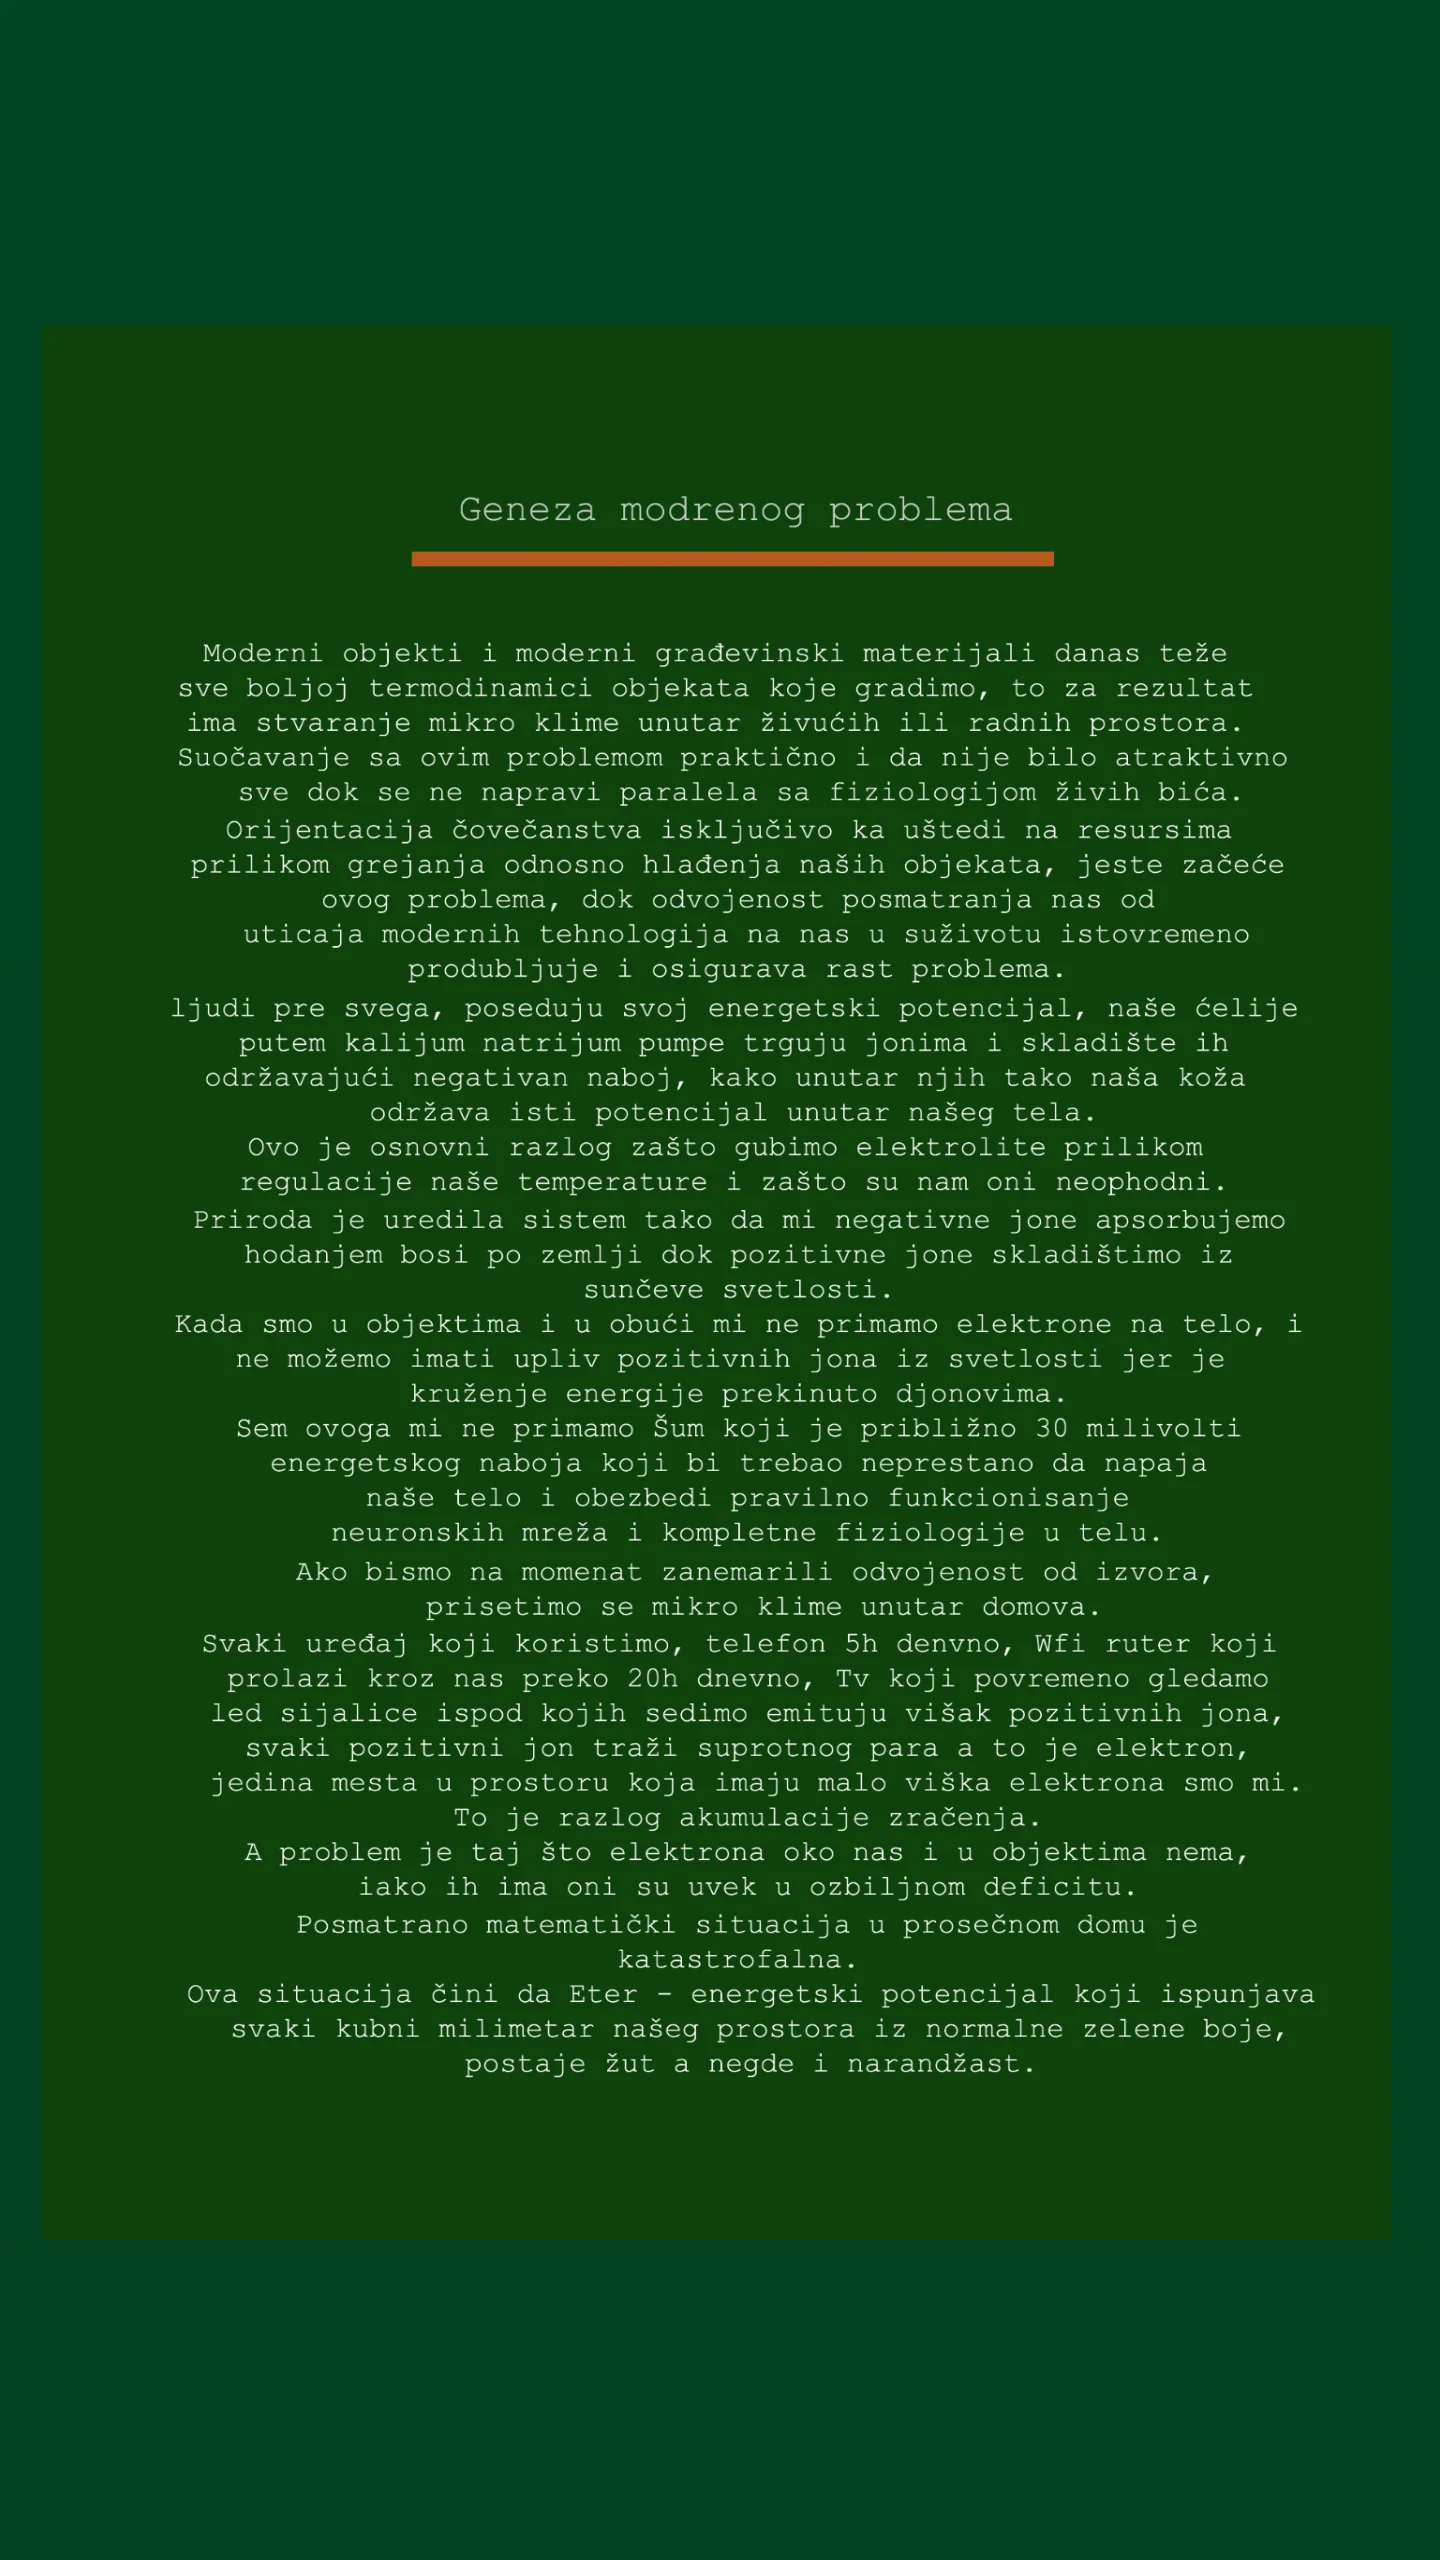 Geneza modrenog problema
Moderni objekti i moderni građevinski materijali danas teže
sve boljoj termodinamici objekata koje gradimo, to za rezultat
ima stvaranje mikro klime unutar živućih ili radnih prostora.
Suočavanje sa ovim problemom praktično i da nije bilo atraktivno
sve dok se ne napravi paralela sa fiziologijom živih bića.
Orijentacija čovečanstva isključivo ka uštedi na resursima
prilikom grejanja odnosno hlađenja naših objekata, jeste začeće
ovog problema, dok odvojenost posmatranja nas od
uticaja modernih tehnologija na nas u suživotu istovremeno
produbljuje i osigurava rast problema.
ljudi pre svega, poseduju svoj energetski potencijal, naše ćelije
putem kalijum natrijum pumpe trguju jonima i skladište ih
održavajući negativan naboj, kako unutar njih tako naša koža
održava isti potencijal unutar našeg tela.
Ovo je osnovni razlog zašto gubimo elektrolite prilikom
regulacije naše temperature i zašto su nam oni neophodni.
Priroda je uredila sistem tako da mi negativne jone apsorbujemo
hodanjem bosi po zemlji dok pozitivne jone skladištimo iz
sunčeve svetlosti.
Kada smo u objektima i u obući mi ne primamo elektrone na telo, i
ne možemo imati upliv pozitivnih jona iz svetlosti jer je
kruženje energije prekinuto djonovima.
Sem ovoga mi ne primamo Šum koji je približno 30 milivolti
energetskog naboja koji bi trebao neprestano da napaja
naše telo i obezbedi pravilno funkcionisanje
neuronskih mreža i kompletne fiziologije u telu.
Ako bismo na momenat zanemarili odvojenost od izvora,
prisetimo se mikro klime unutar domova.
Svaki uređaj koji koristimo, telefon 5h denvno, Wfi ruter koji
prolazi kroz nas preko 20h dnevno, Tv koji povremeno gledamo
led sijalice ispod kojih sedimo emituju višak pozitivnih jona,
svaki pozitivni jon traži suprotnog para a to je elektron,
jedina mesta u prostoru koja imaju malo viška elektrona smo mi.
To je razlog akumulacije zračenja.
A problem je taj što elektrona oko nas i u objektima nema,
iako ih ima oni su uvek u ozbiljnom deficitu.
Posmatrano matematički situacija u prosečnom domu je
katastrofalna.
Ova situacija čini da Eter - energetski potencijal koji ispunjava
svaki kubni milimetar našeg prostora iz normalne zelene boje,
postaje žut a negde i narandžast.